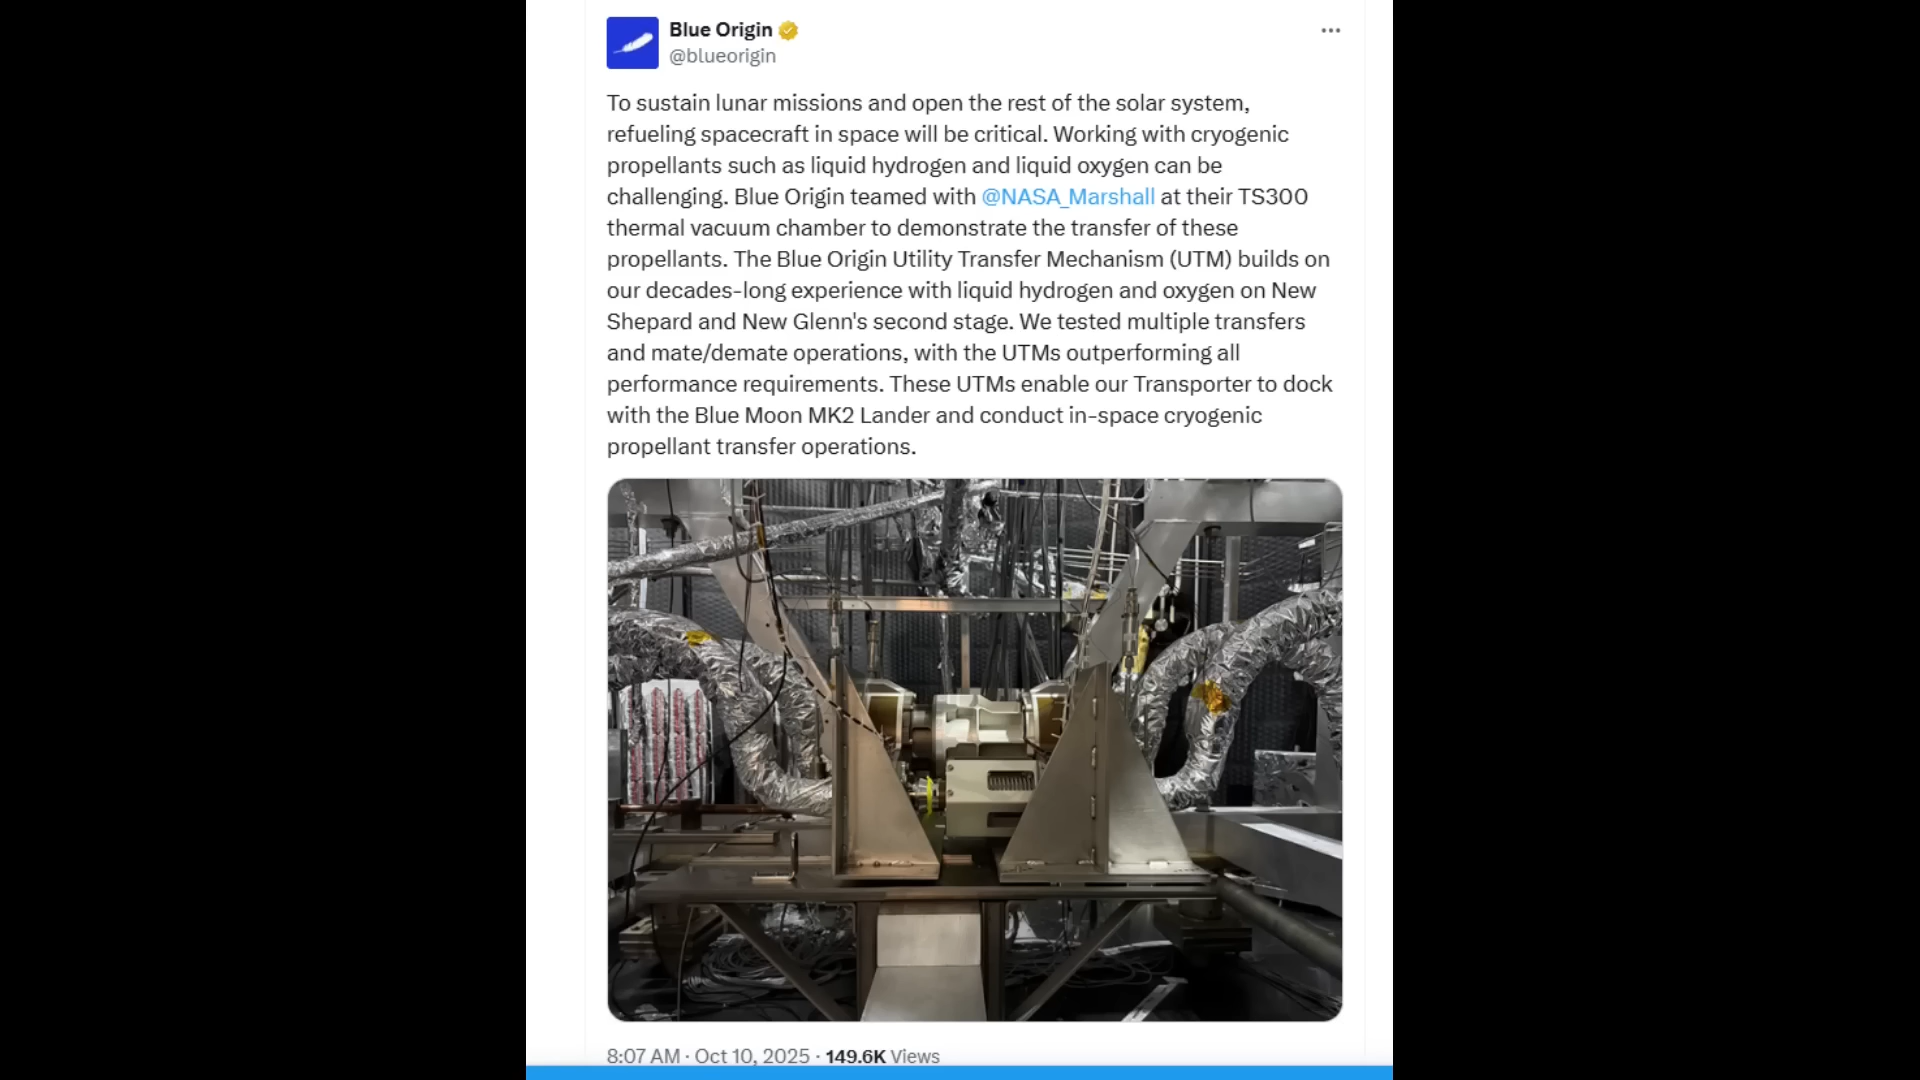 Blue Origin
@blueorigin
To sustain lunar missions and open the rest of the solar system,
refueling spacecraft in space will be critical. Working with cryogenic
propellants such as liquid hydrogen and liquid oxygen can be
challenging. Blue Origin teamed with @NASA_Marshall at their TS300
thermal vacuum chamber to demonstrate the transfer of these
propellants. The Blue Origin Utility Transfer Mechanism (UTM) builds on
our decades-long experience with liquid hydrogen and oxygen on New
Shepard and New Glenn's second stage. We tested multiple transfers
and mate/demate operations, with the UTMs outperforming all
performance requirements. These UTMs enable our Transporter to dock
with the Blue Moon MK2 Lander and conduct in-space cryogenic
propellant transfer operations.
8:07 AM · Oct 10, 2025 · 149.6K Views